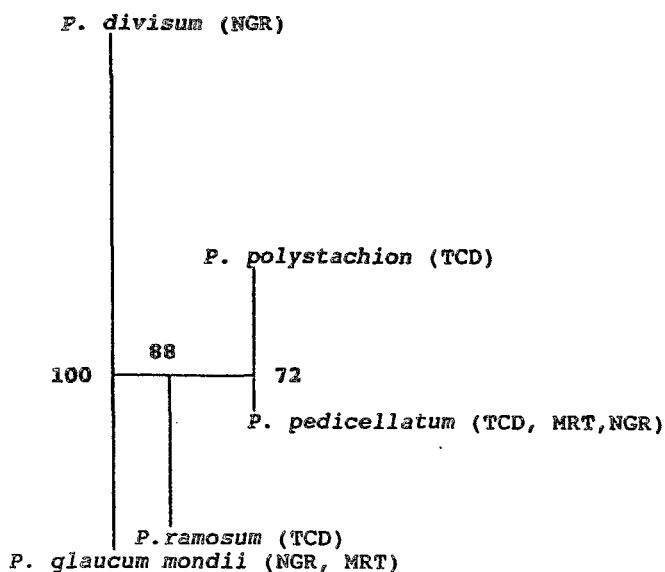 P. divisum (NGR)
P. polystachion (TCD)
88
100
72
P. pedicellatum (TCD, MRT,NGR)
P.ramosum (TCD)
P. glaucum mondii (NGR, MRT)